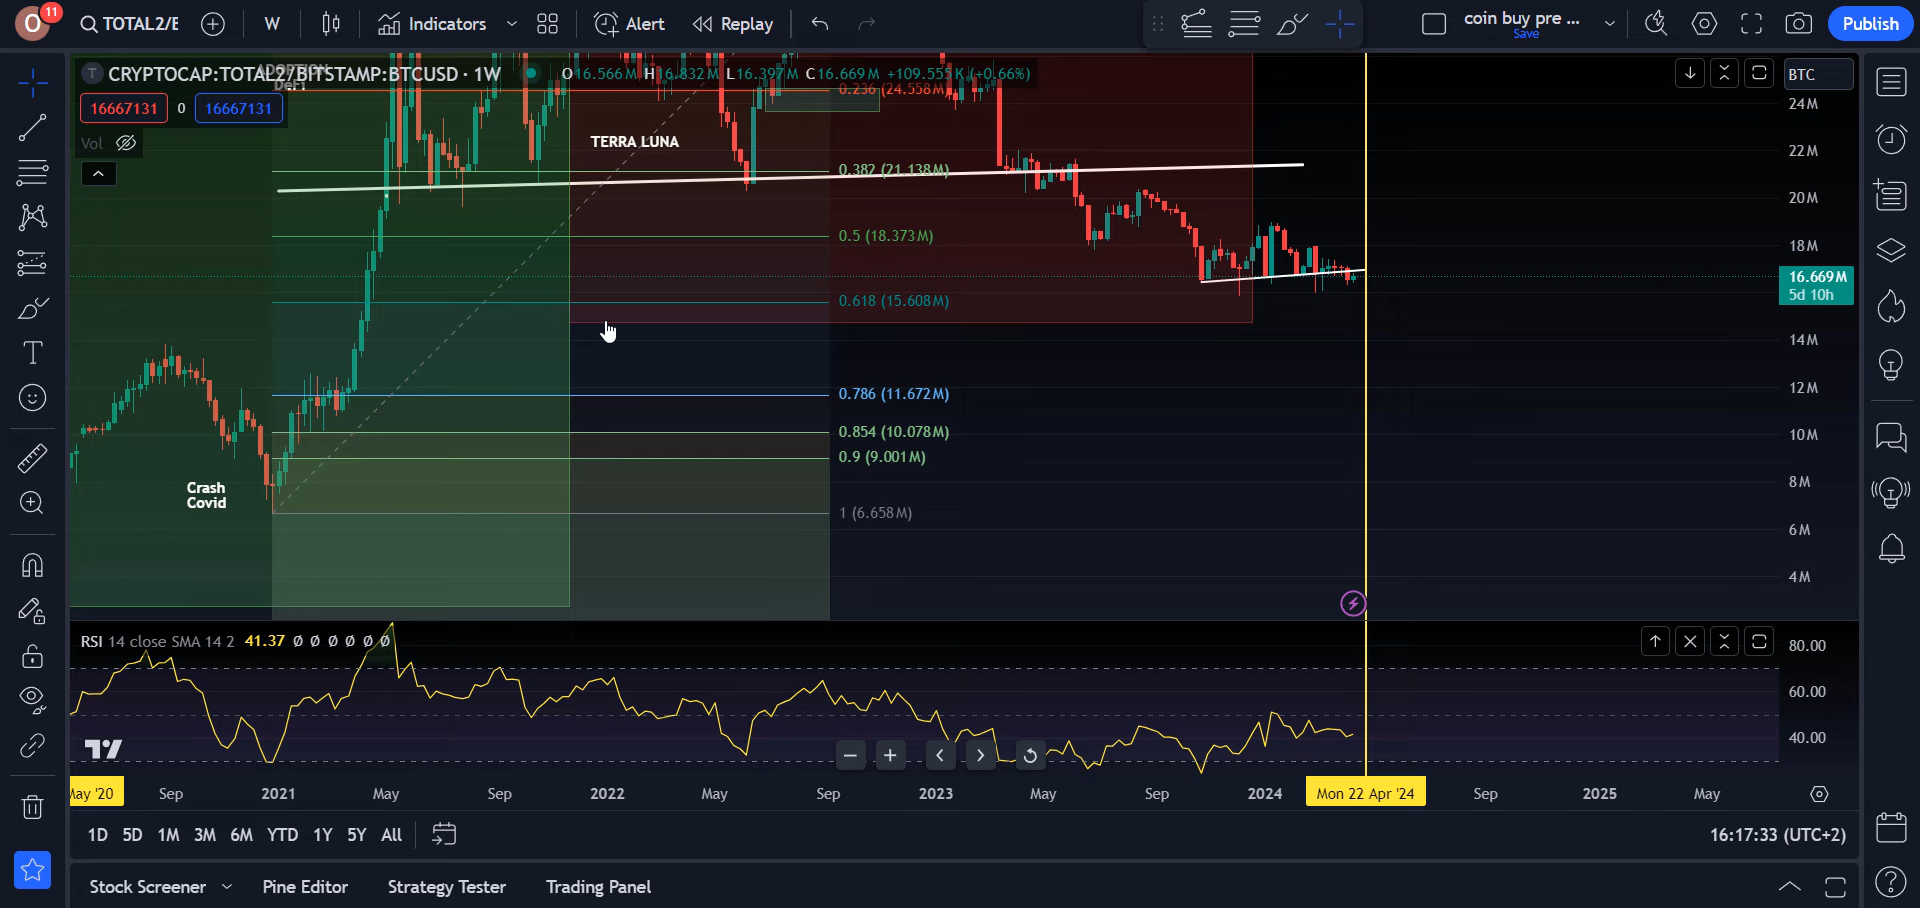 O 11 TOTAL2/E W Indicators Alert Replay coin buy pre ... Save Publish
ADOPTION
DeFi
T CRYPTOCAP:TOTAL2/BITSTAMP:BTCUSD · 1W O16.566M H16.832M L16.397M C16.669M +109.555K (+0.66%) BTC
16667131 0 16667131
Vol
0.236 (24.558M)
24M
TERRA LUNA
22M
0.382 (21.138M)
20M
0.5 (18.373M)
18M
16.669M
5d 10h
0.618 (15.608M)
14M
0.786 (11.672M)
12M
0.854 (10.078M)
10M
0.9 (9.001M)
8M
Crash
Covid
1 (6.658M)
6M
4M
RSI 14 close SMA 14 2 41.37 Ø Ø Ø Ø Ø Ø
80.00
60.00
40.00
May '20 Sep 2021 May Sep 2022 May Sep 2023 May Sep 2024 Mon 22 Apr '24 Sep 2025 May
1D 5D 1M 3M 6M YTD 1Y 5Y All 16:17:33 (UTC+2)
Stock Screener Pine Editor Strategy Tester Trading Panel